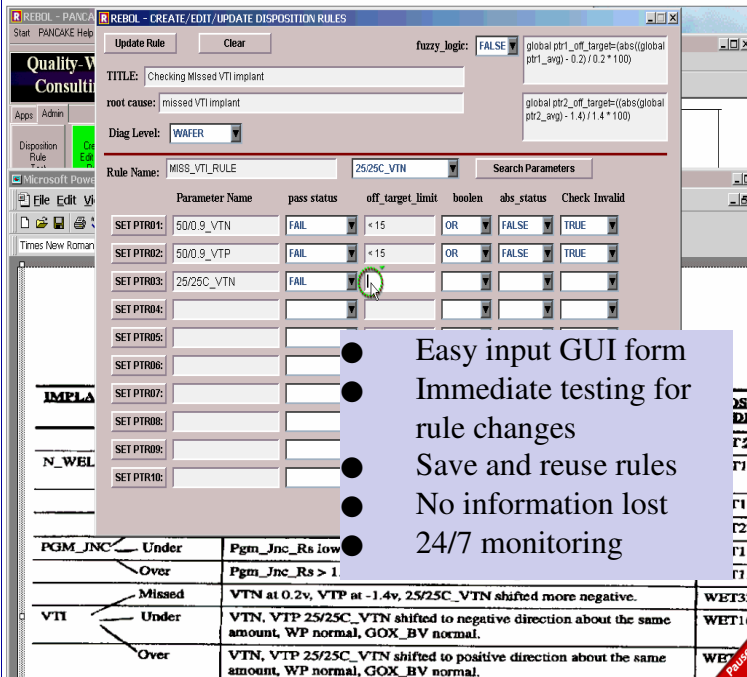 REBOL - PANCA
REBOL - CREATE/EDIT/UPDATE DISPOSITION RULES
Start PANCAKE Help
Quality-W
Consulti
Apps Admin
Disposition
Rule
Edit
Update Rule Clear fuzzy_logic: FALSE
global ptr1_off_target=(abs((global
ptr1_avg) - 0.2) / 0.2 * 100)
TITLE: Checking MIssed VTI implant
root cause: missed VTI implant
global ptr2_off_target=((abs(global
ptr2_avg) - 1.4) / 1.4 * 100)
Diag Level: WAFER
Rule Name: MISS_VTI_RULE 25/25C_VTN Search Parameters
Parameter Name pass status off_target_limit boolen abs_status Check Invalid
SET PTR01: 50/0.9_VTN FAIL < 15 OR FALSE TRUE
SET PTR02: 50/0.9_VTP FAIL < 15 OR FALSE TRUE
SET PTR03: 25/25C_VTN FAIL
SET PTR04:
SET PTR05:
SET PTR06:
SET PTR07:
SET PTR08:
SET PTR09:
SET PTR10:
Microsoft Powe
File Edit Vi
Times New Roman
● Easy input GUI form
● Immediate testing for
rule changes
● Save and reuse rules
● No information lost
● 24/7 monitoring
IMPLA
N_WEL
PGM_JNC Under Pgm_Jnc_Rs low
Over Pgm_Jnc_Rs > 1.
Missed VTN at 0.2v, VTP at -1.4v, 25/25C_VTN shifted more negative. WET3
VTI Under VTN, VTP 25/25C_VTN shifted to negative direction about the same WET1
amount, WP normal, GOX_BV normal.
Over VTN, VTP 25/25C_VTN shifted to positive direction about the same WE
amount, WP normal, GOX_BV normal.
Pause